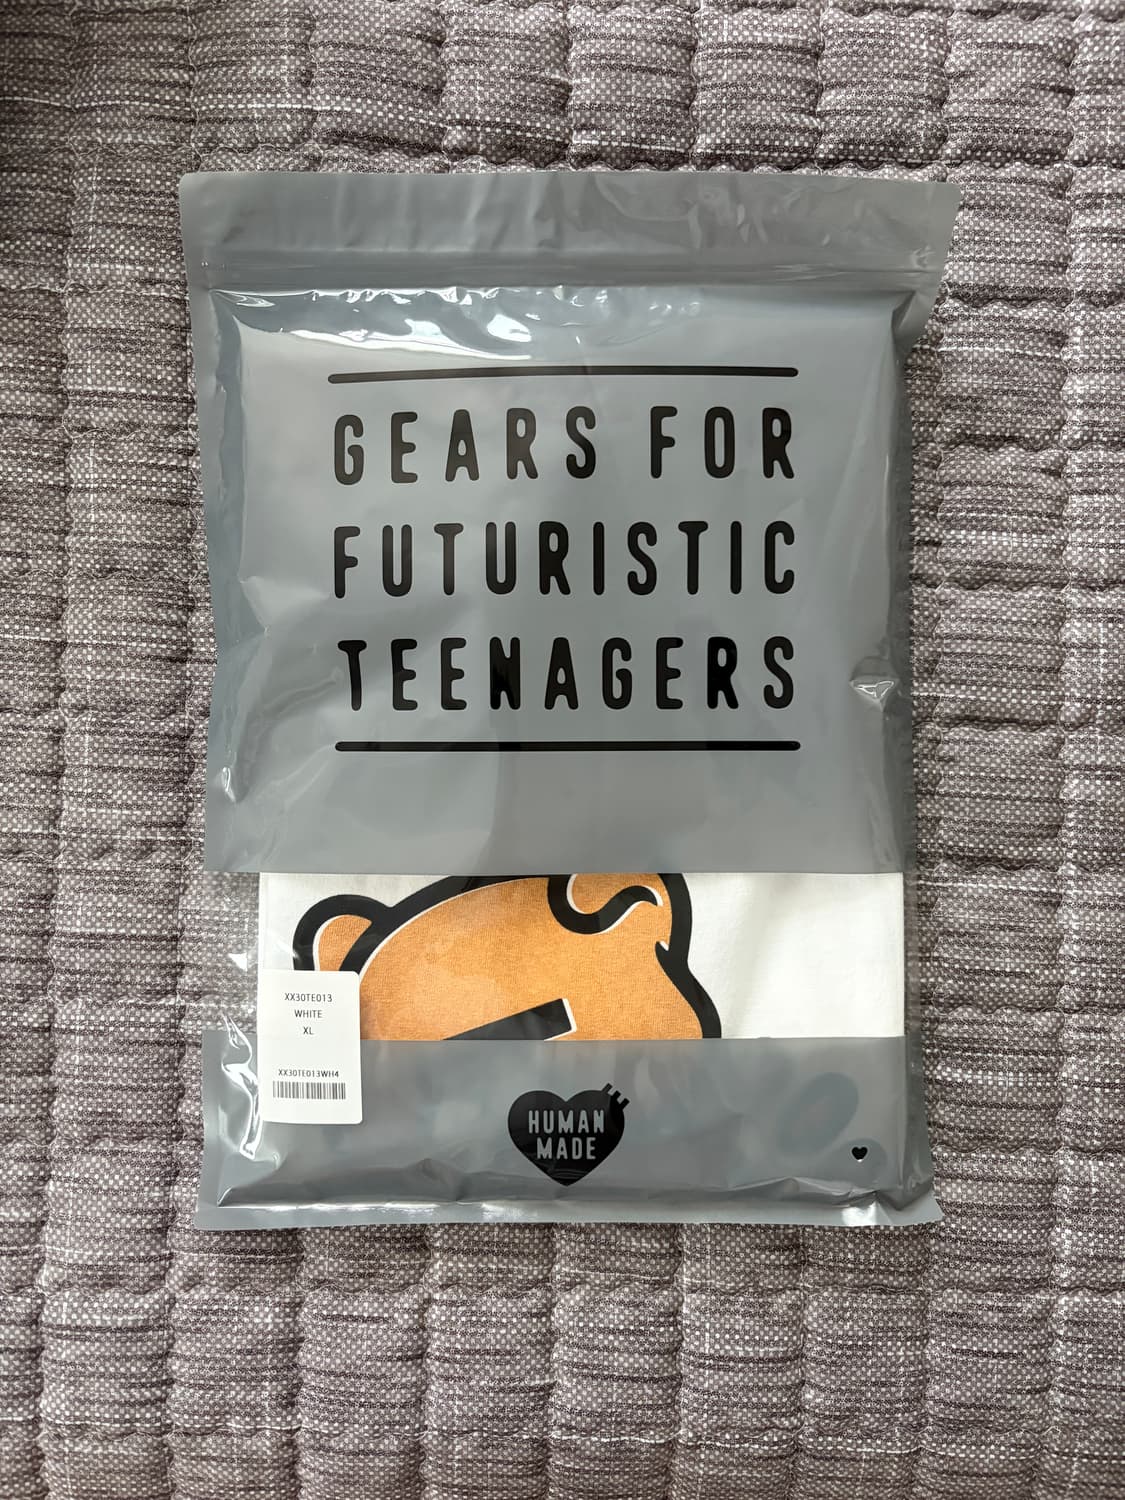 GEARS FOR
FUTURISTIC
TEENAGERS
XX30TE013
WHITE
XL
XX30TE013WH4
HUMAN
MADE